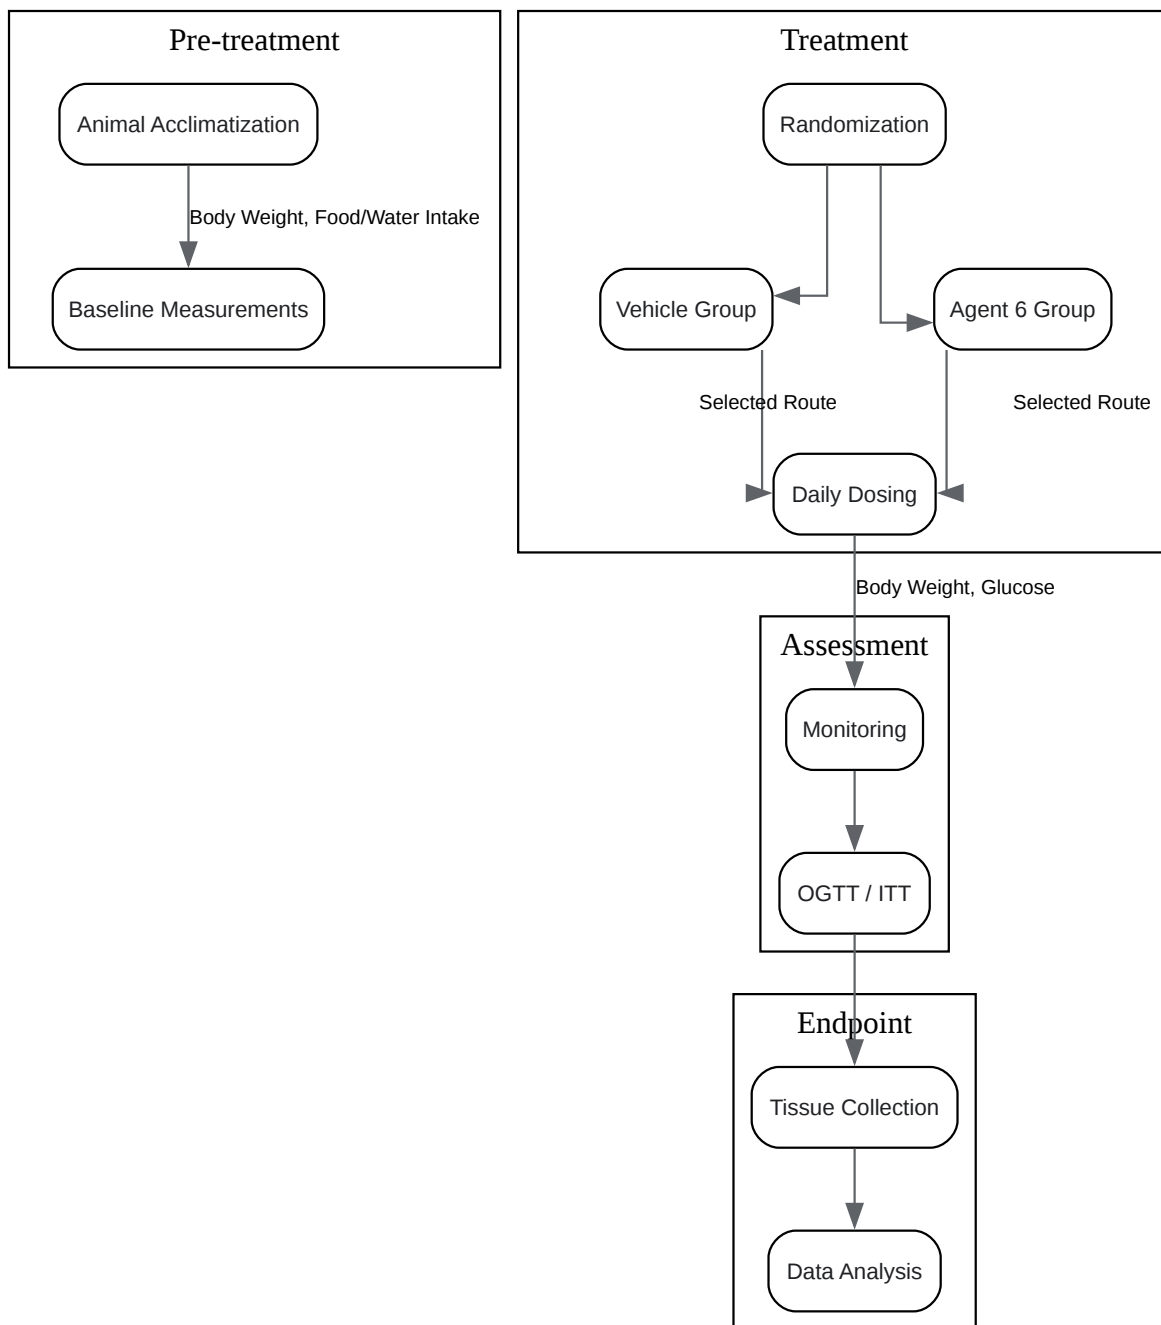 Pre-treatment
Animal Acclimatization
Body Weight, Food/Water Intake
Baseline Measurements
Treatment
Randomization
Vehicle Group
Agent 6 Group
Selected Route
Selected Route
Daily Dosing
Body Weight, Glucose
Assessment
Monitoring
OGTT / ITT
Endpoint
Tissue Collection
Data Analysis